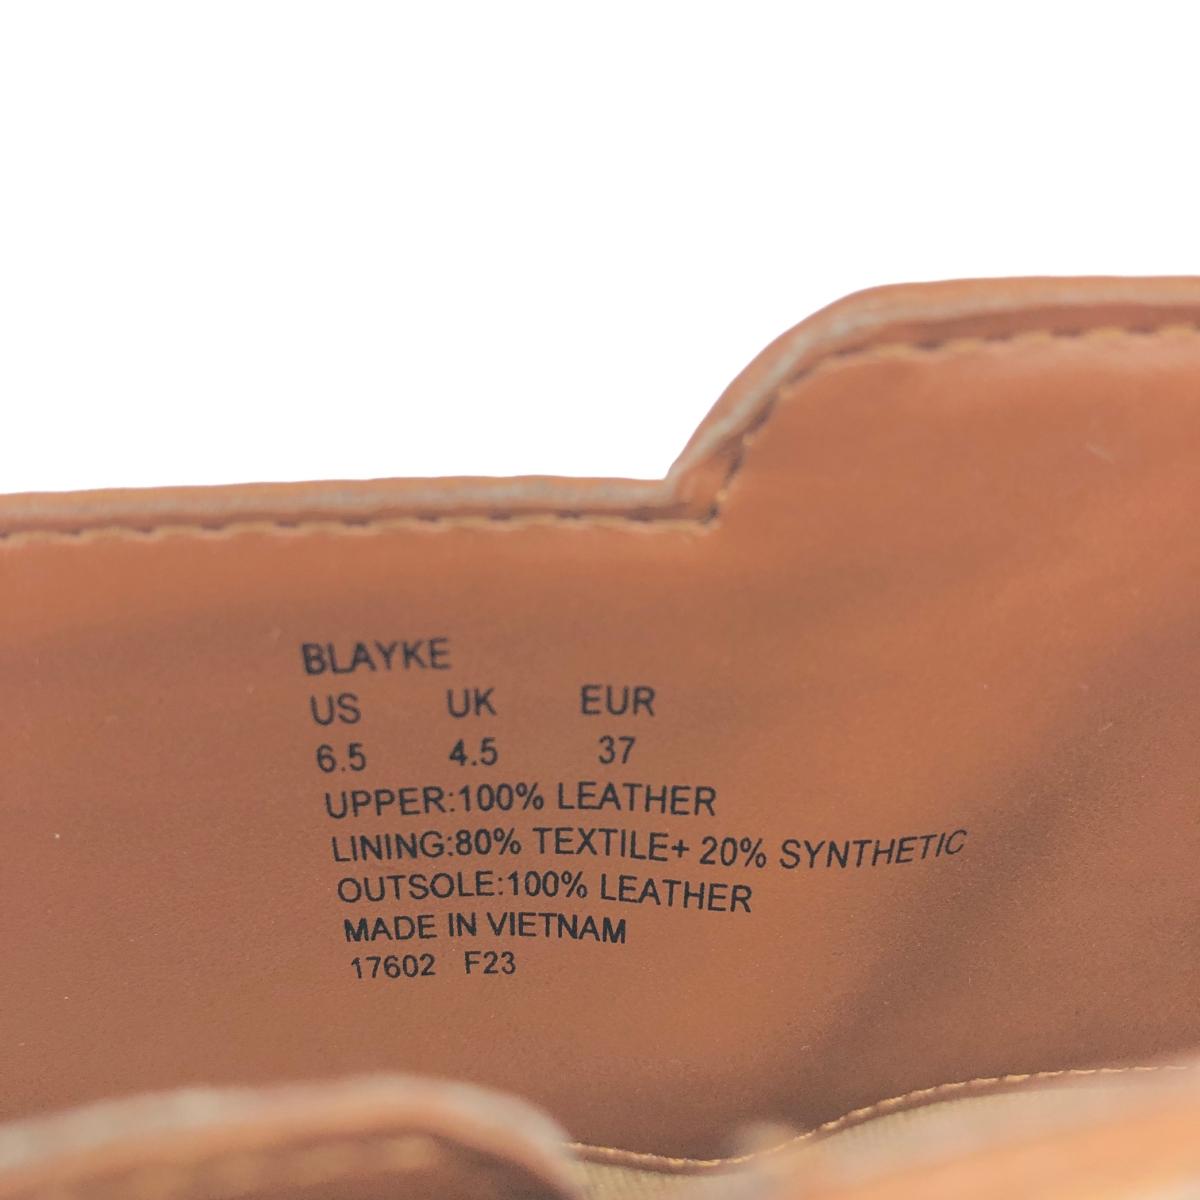 BLAYKE
US UK EUR
6.5 4.5 37
UPPER:100% LEATHER
LINING:80% TEXTILE+ 20% SYNTHETIC
OUTSOLE:100% LEATHER
MADE IN VIETNAM
17602 F23